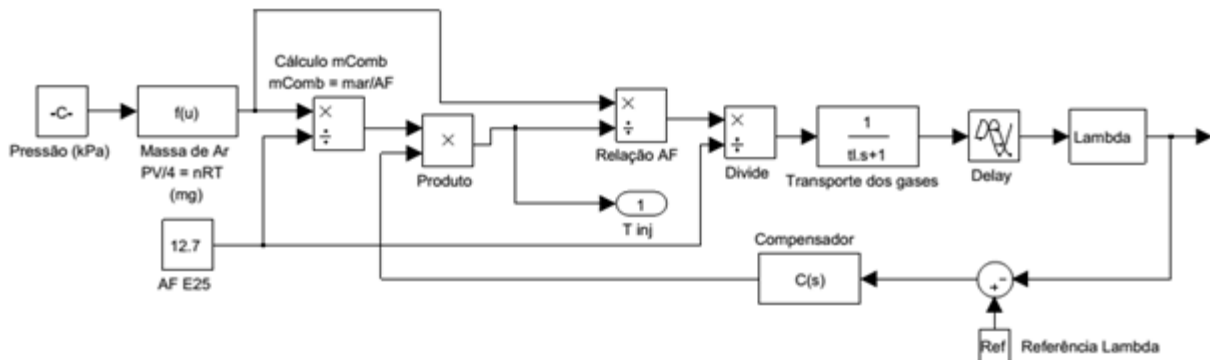 Cálculo mComb
mComb = mar/AF
-C-
Pressão (kPa)
f(u)
Massa de Ar
PV/4 = nRT
(mg)
×
÷
×
Produto
×
÷
Relação AF
×
÷
Divide
1
tl.s+1
Transporte dos gases
Delay
Lambda
1
T inj
12.7
AF E25
Compensador
C(s)
+
-
Ref
Referência Lambda